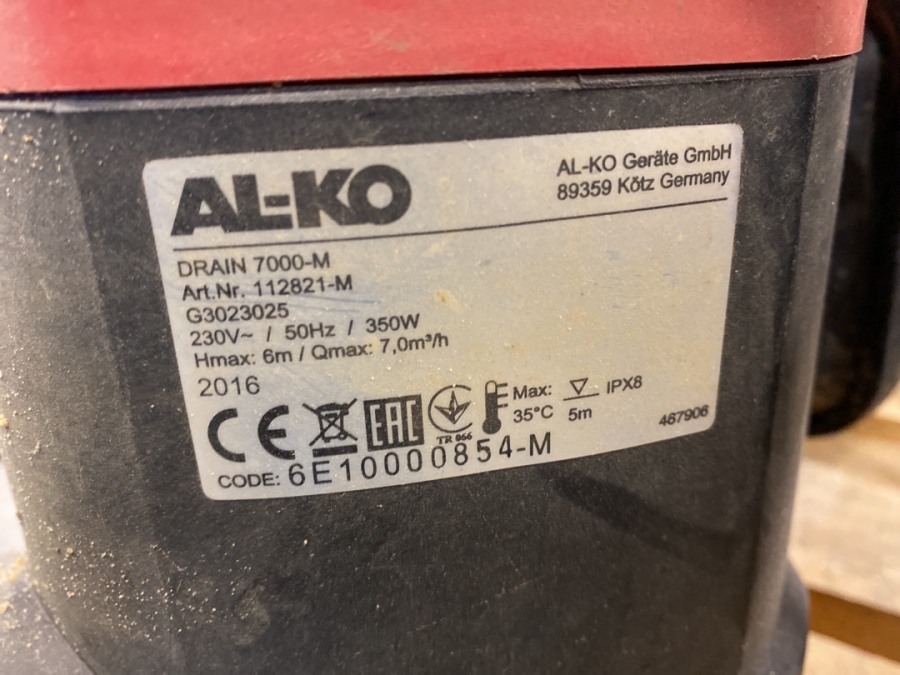 AL-KO
AL-KO Geräte GmbH
89359 Kötz Germany
DRAIN 7000-M
Art.Nr. 112821-M
G3023025
230V~ / 50Hz / 350W
Hmax: 6m / Qmax: 7,0m³/h
2016
CE EAC TR 066 Max: 35°C 5m IPX8
467906
CODE: 6E10000854-M